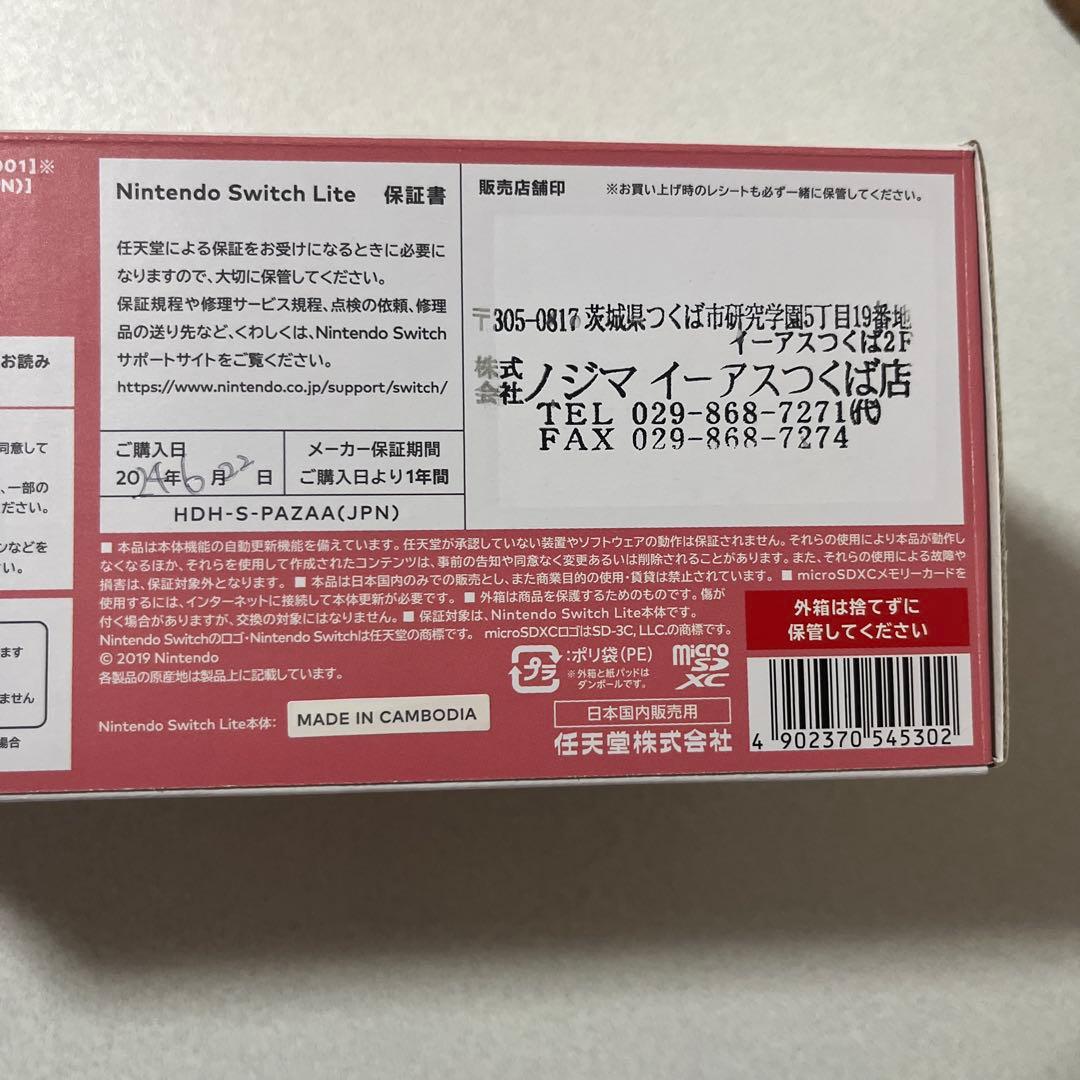 001]※
PN)]
お読み
同意して
、一部の
ださい。
ンなどを
さい。
ます
ません
場合
Nintendo Switch Lite 保証書
任天堂による保証をお受けになるときに必要に
なりますので、大切に保管してください。
保証規程や修理サービス規程、点検の依頼、修理
品の送り先など、くわしくは、Nintendo Switch
サポートサイトをご覧ください。
https://www.nintendo.co.jp/support/switch/
ご購入日
2024年6月22日
メーカー保証期間
ご購入日より1年間
HDH-S-PAZAA(JPN)
販売店舗印 ※お買い上げ時のレシートも必ず一緒に保管してください。
〒305-0817 茨城県つくば市研究学園5丁目19番地
イーアスつくば2F
株式会社ノジマ イーアスつくば店
TEL 029-868-7271(代)
FAX 029-868-7274
■ 本品は本体機能の自動更新機能を備えています。任天堂が承認していない装置やソフトウェアの動作は保証されません。それらの使用により本品が動作し
なくなるほか、それらを使用して作成されたコンテンツは、事前の告知や同意なく変更あるいは削除されることがあります。また、それらの使用による故障や
損害は、保証対象外となります。 ■ 本品は日本国内のみでの販売とし、また商業目的の使用・賃貸は禁止されています。 ■ microSDXCメモリーカードを
使用するには、インターネットに接続して本体更新が必要です。 ■ 外箱は商品を保護するためのものです。傷が
付く場合がありますが、交換の対象にはなりません。 ■ 保証対象は、Nintendo Switch Lite本体です。
Nintendo Switchのロゴ・Nintendo Switchは任天堂の商標です。 microSDXCロゴはSD-3C, LLC.の商標です。
© 2019 Nintendo
各製品の原産地は製品上に記載しています。
プラ
:ポリ袋(PE)
※外箱と紙パッドは
ダンボールです。
micro
SD
XC
外箱は捨てずに
保管してください
Nintendo Switch Lite本体:
MADE IN CAMBODIA
日本国内販売用
任天堂株式会社
4 902370 545302